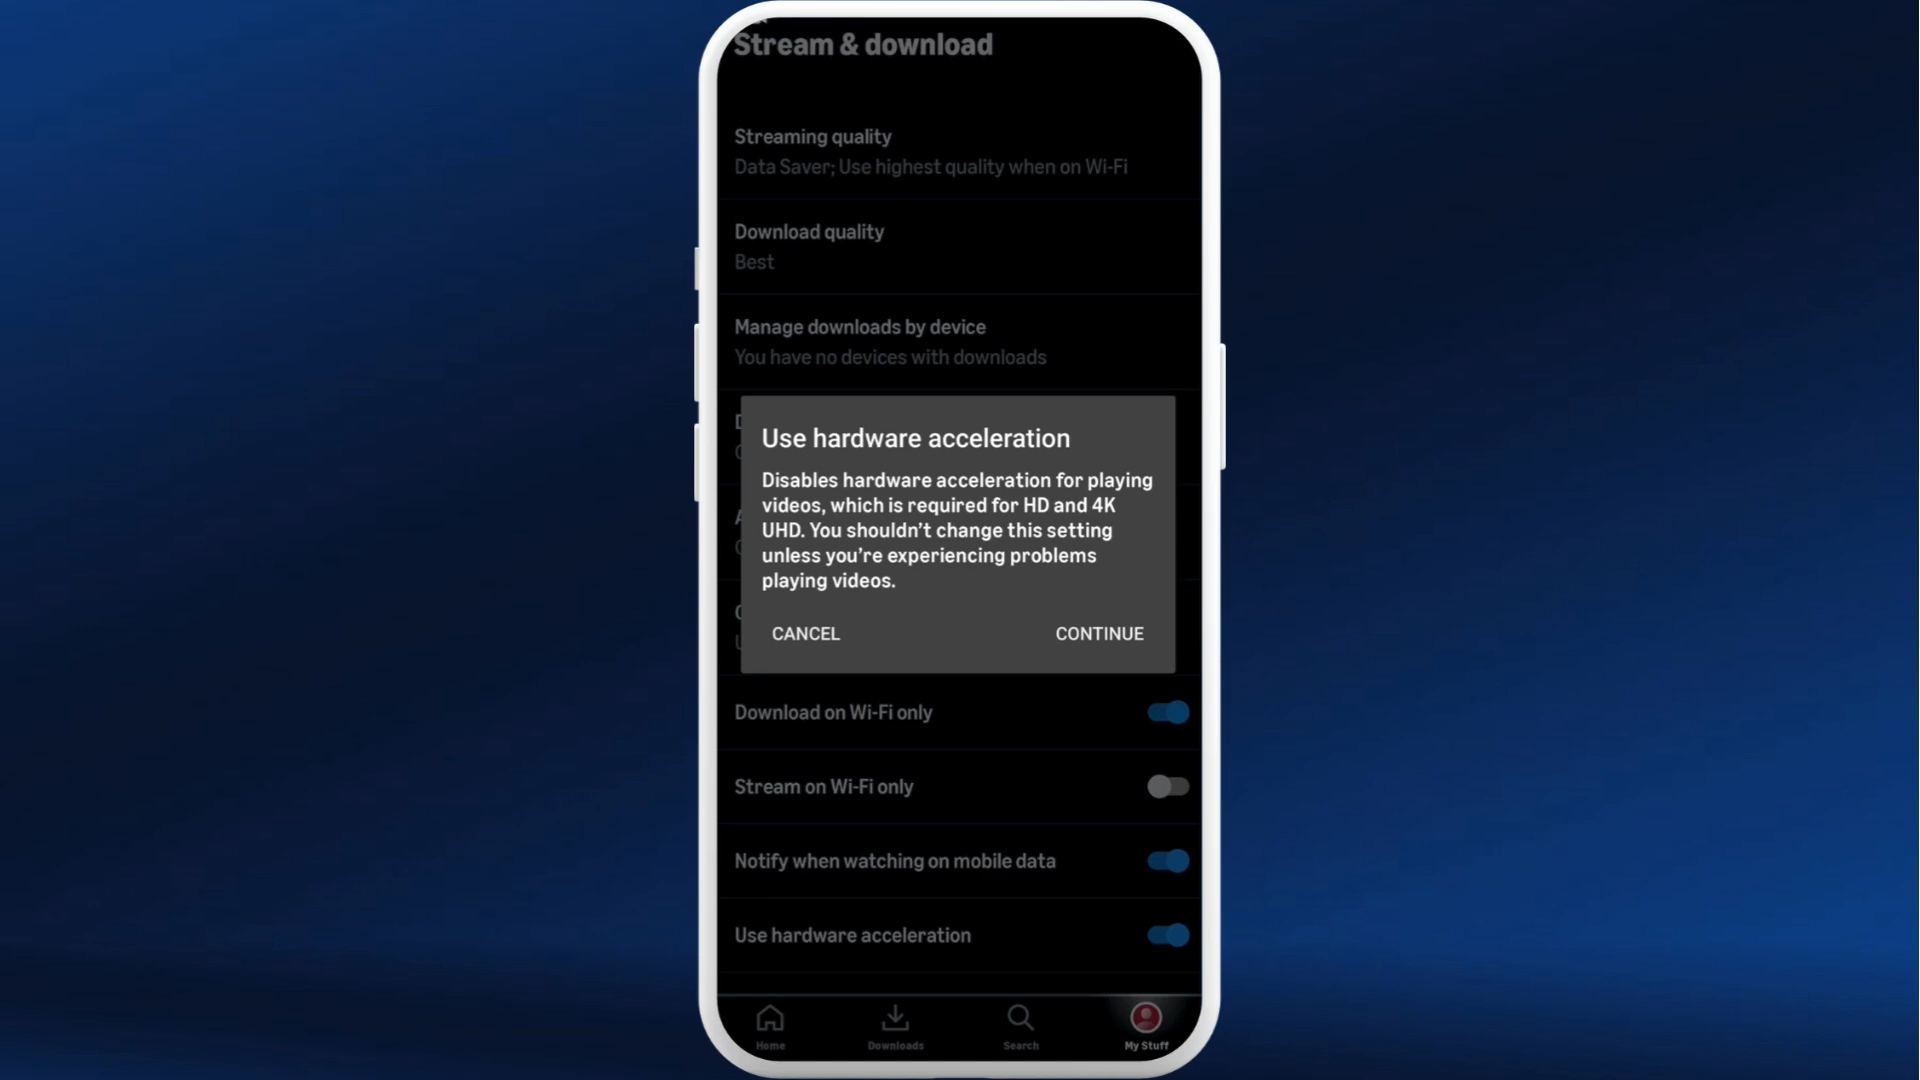 Stream & download
Streaming quality
Data Saver; Use highest quality when on Wi-Fi
Download quality
Best
Manage downloads by device
You have no devices with downloads
Use hardware acceleration
Disables hardware acceleration for playing
videos, which is required for HD and 4K
UHD. You shouldn't change this setting
unless you're experiencing problems
playing videos.
CANCEL CONTINUE
Download on Wi-Fi only
Stream on Wi-Fi only
Notify when watching on mobile data
Use hardware acceleration
Home Downloads Search My Stuff